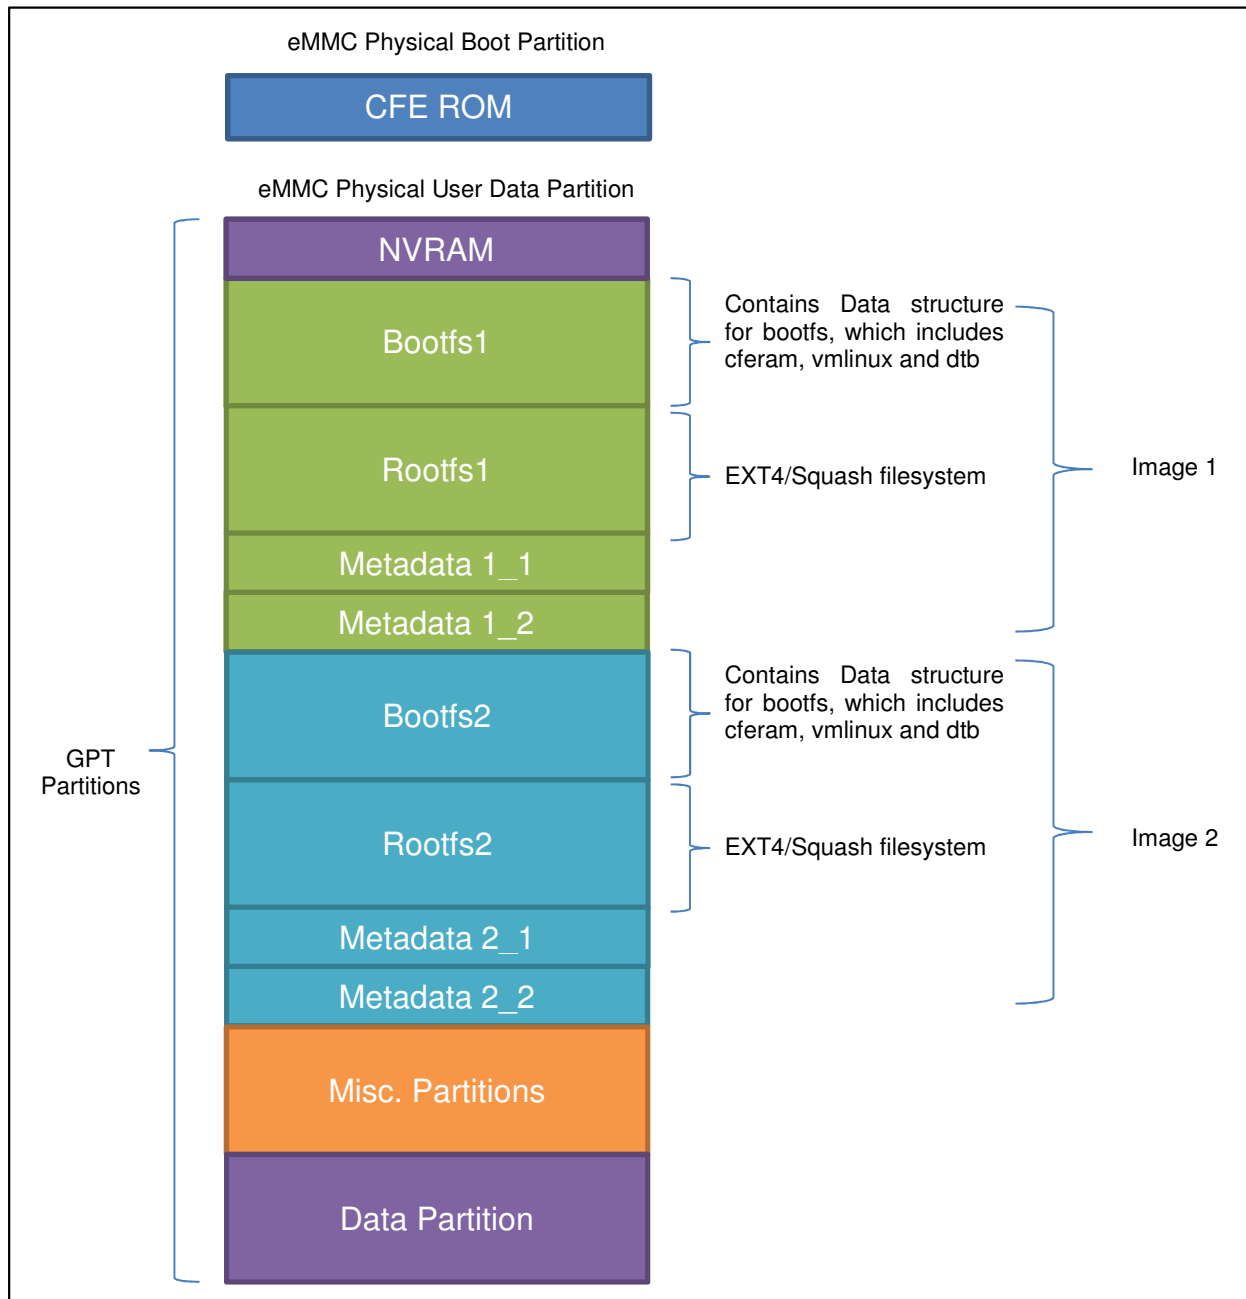 eMMC Physical Boot Partition
CFE ROM
eMMC Physical User Data Partition
NVRAM
Bootfs1
Contains Data structure
for bootfs, which includes
cferam, vmlinux and dtb
Rootfs1
EXT4/Squash filesystem
Image 1
Metadata 1_1
Metadata 1_2
Bootfs2
Contains Data structure
for bootfs, which includes
cferam, vmlinux and dtb
GPT
Partitions
Rootfs2
EXT4/Squash filesystem
Image 2
Metadata 2_1
Metadata 2_2
Misc. Partitions
Data Partition